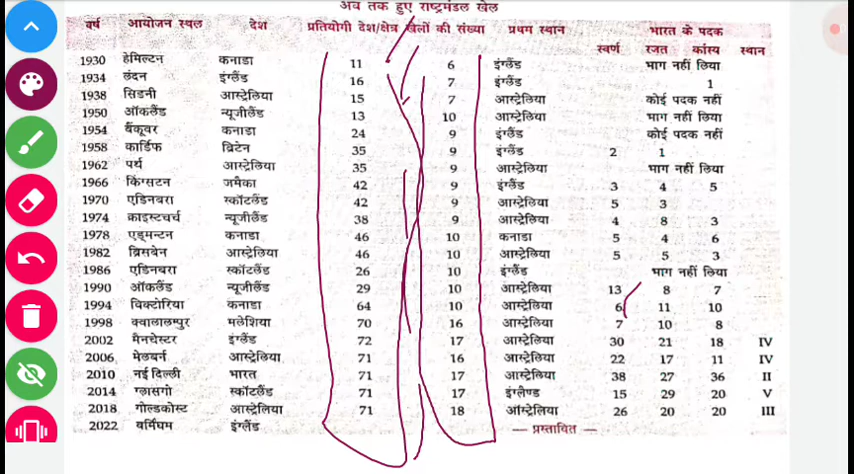 अब तक हुए राष्ट्रमंडल खेल
वर्ष आयोजन स्थल देश प्रतियोगी देश/क्षेत्र खेलों की संख्या प्रथम स्थान भारत के पदक
स्वर्ण रजत कांस्य स्थान
1930 हेमिल्टन कनाडा 11 6 इंग्लैंड भाग नहीं लिया
1934 लंदन इंग्लैंड 16 7 इंग्लैंड 1
1938 सिडनी आस्ट्रेलिया 15 7 आस्ट्रेलिया कोई पदक नहीं
1950 ऑकलैंड न्यूजीलैंड 13 10 आस्ट्रेलिया भाग नहीं लिया
1954 बैंकूवर कनाडा 24 9 इंग्लैंड कोई पदक नहीं
1958 कार्डिफ ब्रिटेन 35 9 इंग्लैंड 2 1
1962 पर्थ आस्ट्रेलिया 35 9 आस्ट्रेलिया भाग नहीं लिया
1966 किंग्सटन जमैका 42 9 इंग्लैंड 3 4 5
1970 एडिनबरा स्कॉटलैंड 42 9 आस्ट्रेलिया 5 3
1974 क्राइस्टचर्च न्यूजीलैंड 38 9 आस्ट्रेलिया 4 8 3
1978 एड्मन्टन कनाडा 46 10 कनाडा 5 4 6
1982 ब्रिसबेन आस्ट्रेलिया 46 10 आस्ट्रेलिया 5 5 3
1986 एडिनबरा स्कॉटलैंड 26 10 इंग्लैंड भाग नहीं लिया
1990 ऑकलैंड न्यूजीलैंड 29 10 आस्ट्रेलिया 13 8 7
1994 विक्टोरिया कनाडा 64 10 आस्ट्रेलिया 6 11 10
1998 क्वालालम्पुर मलेशिया 70 16 आस्ट्रेलिया 7 10 8
2002 मैनचेस्टर इंग्लैंड 72 17 आस्ट्रेलिया 30 21 18 IV
2006 मेलबर्न आस्ट्रेलिया 71 16 आस्ट्रेलिया 22 17 11 IV
2010 नई दिल्ली भारत 71 17 आस्ट्रेलिया 38 27 36 II
2014 ग्लासगो स्कॉटलैंड 71 17 इंग्लैण्ड 15 29 20 V
2018 गोल्डकोस्ट आस्ट्रेलिया 71 18 ऑस्ट्रेलिया 26 20 20 III
2022 बर्मिंघम इंग्लैंड — प्रस्तावित —